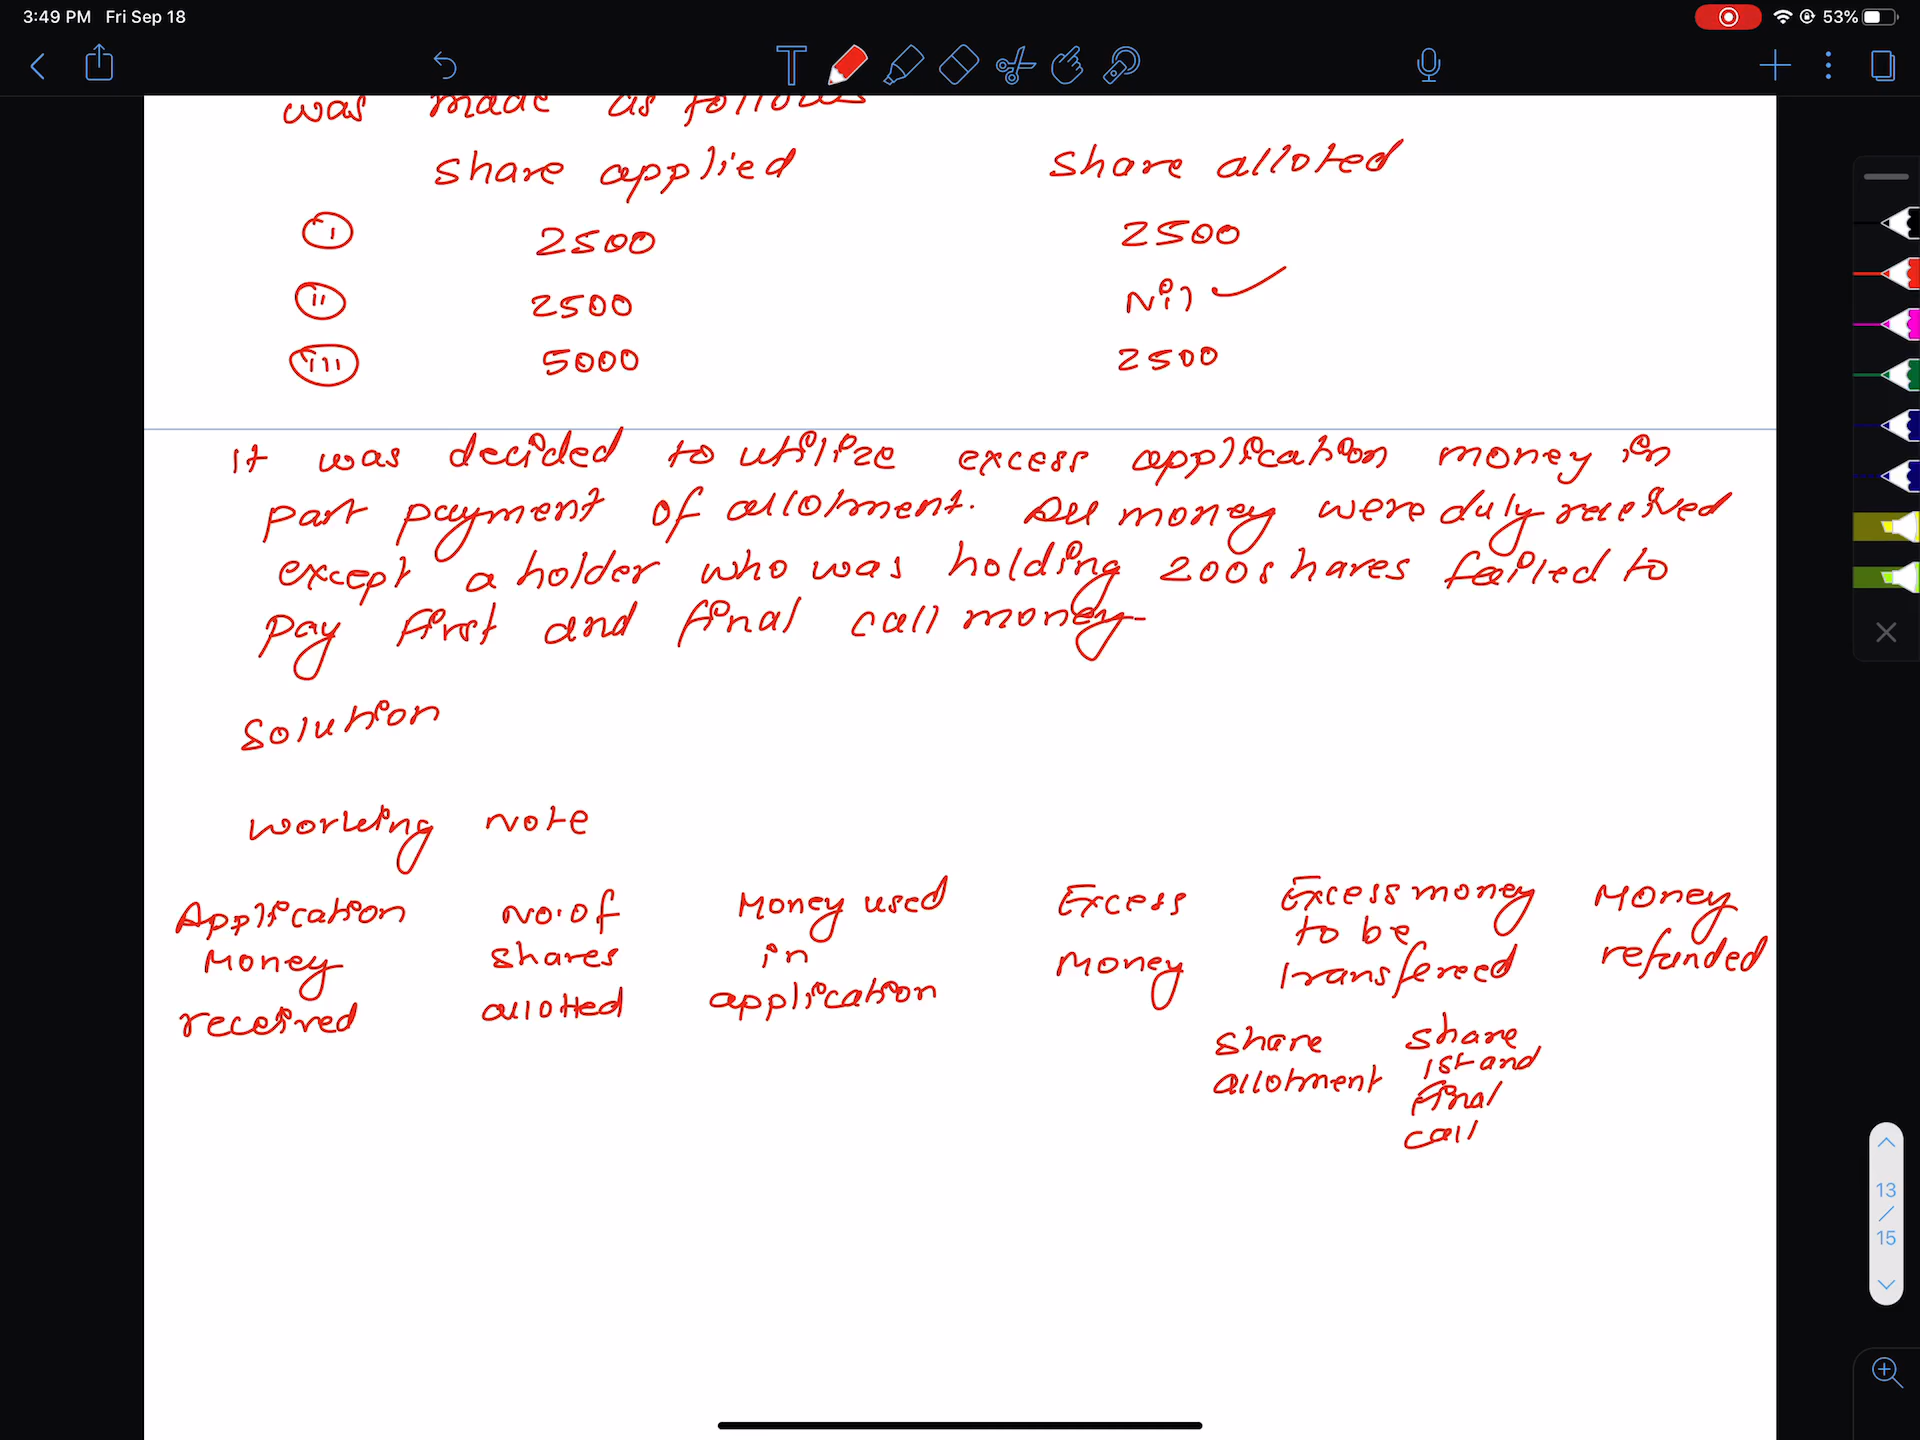 3:49 PM Fri Sep 18
53%
was made as follows
share applied share alloted
i 2500 2500
ii 2500 Nil
iii 5000 2500
It was decided to utilize excess application money in
part payment of allotment. All money were duly received
except a holder who was holding 200 shares failed to
pay first and final call money.
Solution
Working note
Application No. of Money used Excess Excess money Money
Money shares in Money to be refunded
received allotted application transfereed
share share
allotment 1st and
final
call
13
/
15